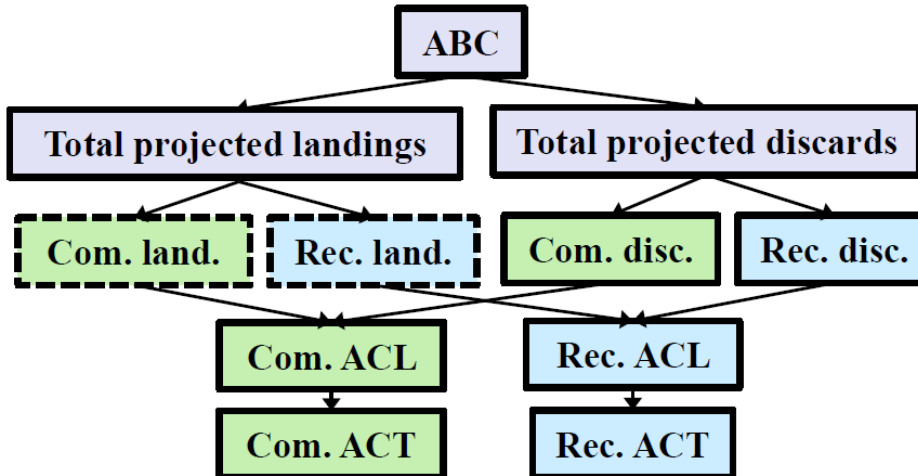 ABC
Total projected landings
Total projected discards
Com. land.
Rec. land.
Com. disc.
Rec. disc.
Com. ACL
Rec. ACL
Com. ACT
Rec. ACT